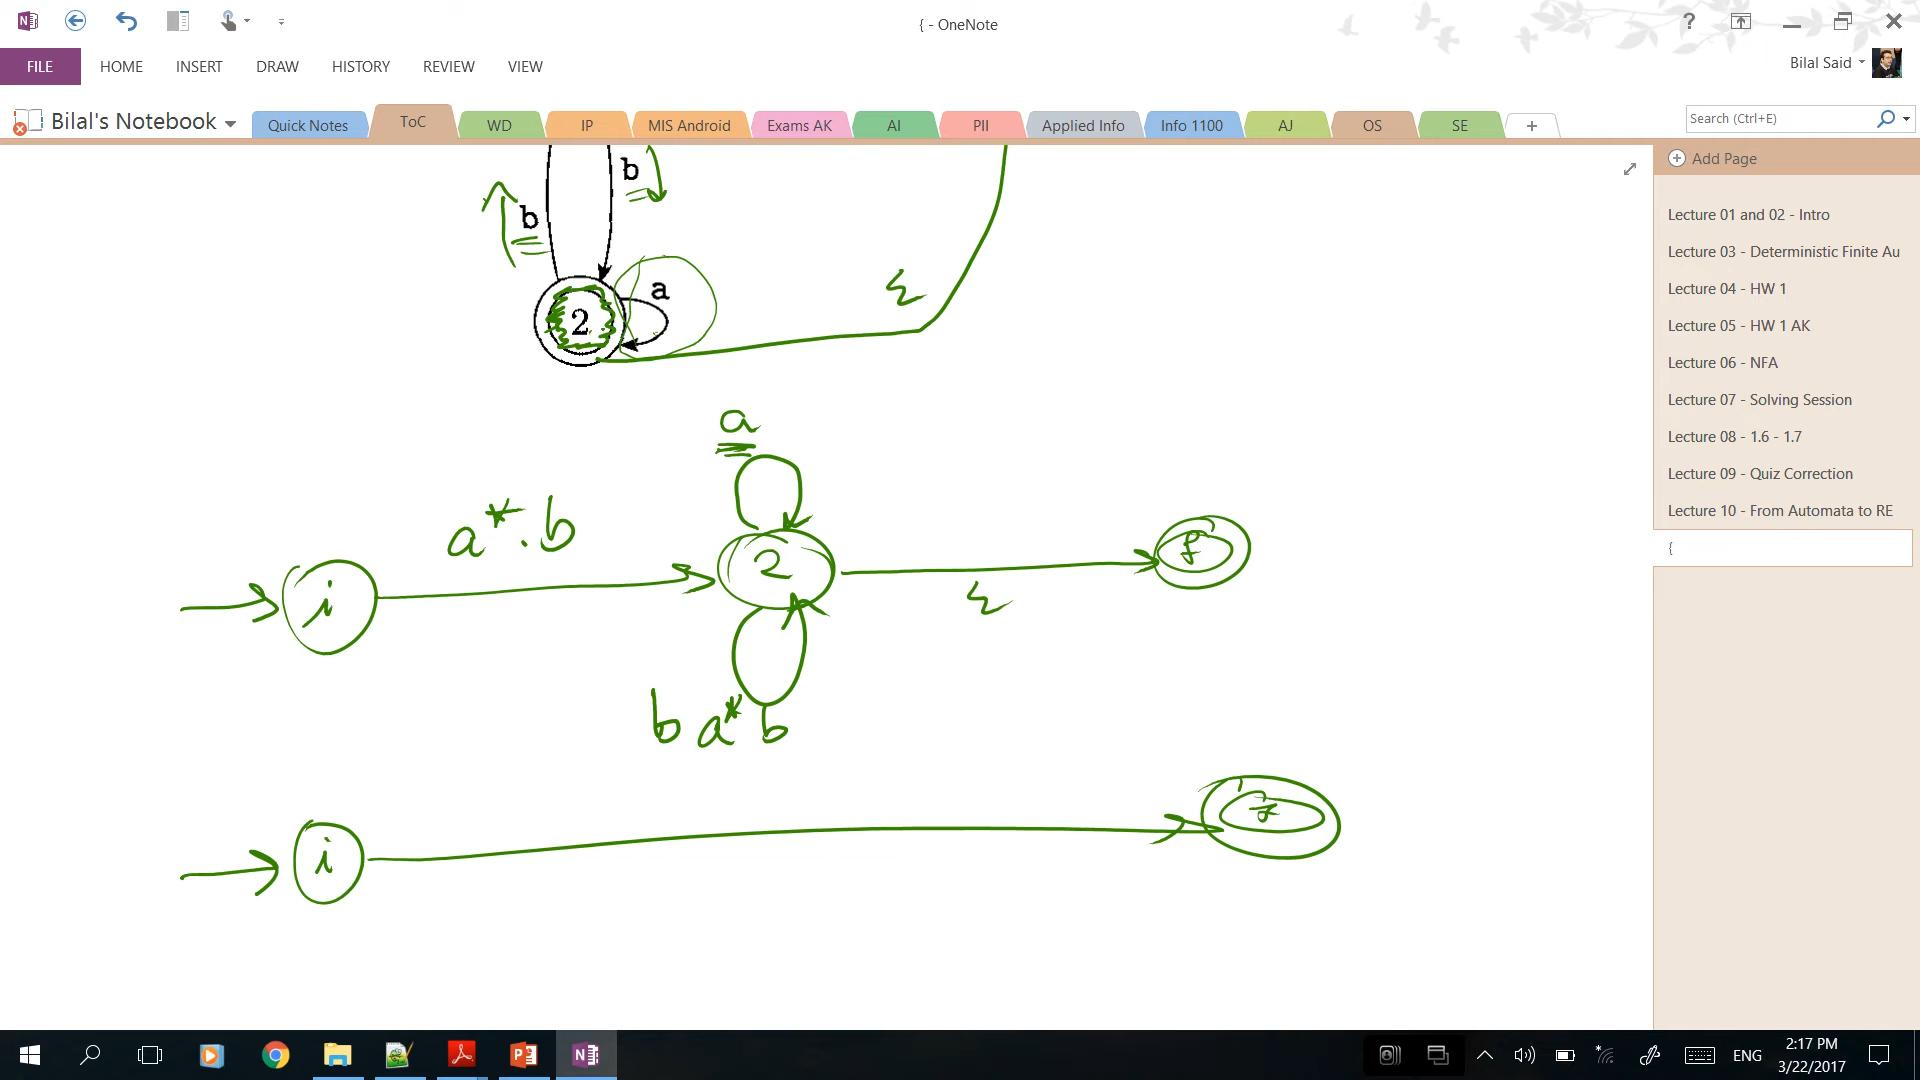 { - OneNote
?
FILE HOME INSERT DRAW HISTORY REVIEW VIEW
Bilal Said
Bilal's Notebook
Quick Notes ToC WD IP MIS Android Exams AK AI PII Applied Info Info 1100 AJ OS SE +
Search (Ctrl+E)
Add Page
Lecture 01 and 02 - Intro
Lecture 03 - Deterministic Finite Au
Lecture 04 - HW 1
Lecture 05 - HW 1 AK
Lecture 06 - NFA
Lecture 07 - Solving Session
Lecture 08 - 1.6 - 1.7
Lecture 09 - Quiz Correction
Lecture 10 - From Automata to RE
{
b
b
a
ε
2
a
a*.b
i
2
f
ε
b a* b
i
f
ENG
2:17 PM
3/22/2017